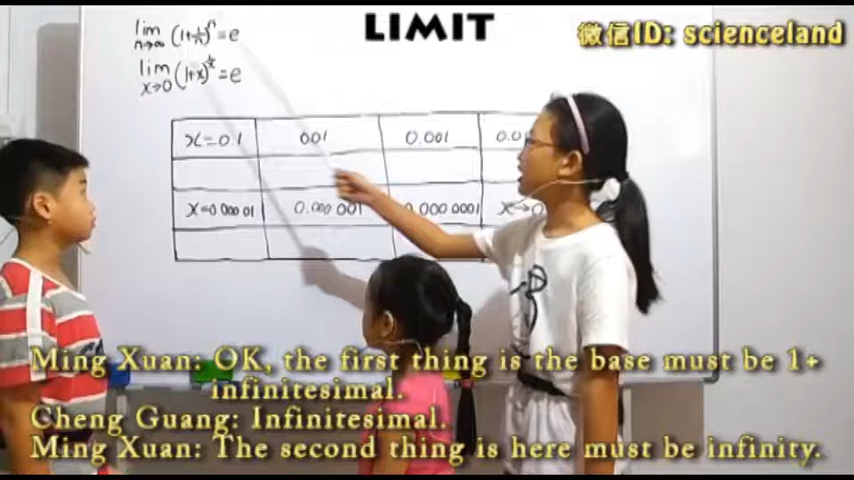 LIMIT
微信ID: scienceland
lim (1+1/n)^n = e
n→∞
lim (1+x)^1/x = e
x→0
x=0.1 001 0.001
x=0.00001 0.000001 0.0000001 x→0
Ming Xuan: OK, the first thing is the base must be 1+
infinitesimal.
Cheng Guang: Infinitesimal.
Ming Xuan: The second thing is here must be infinity.